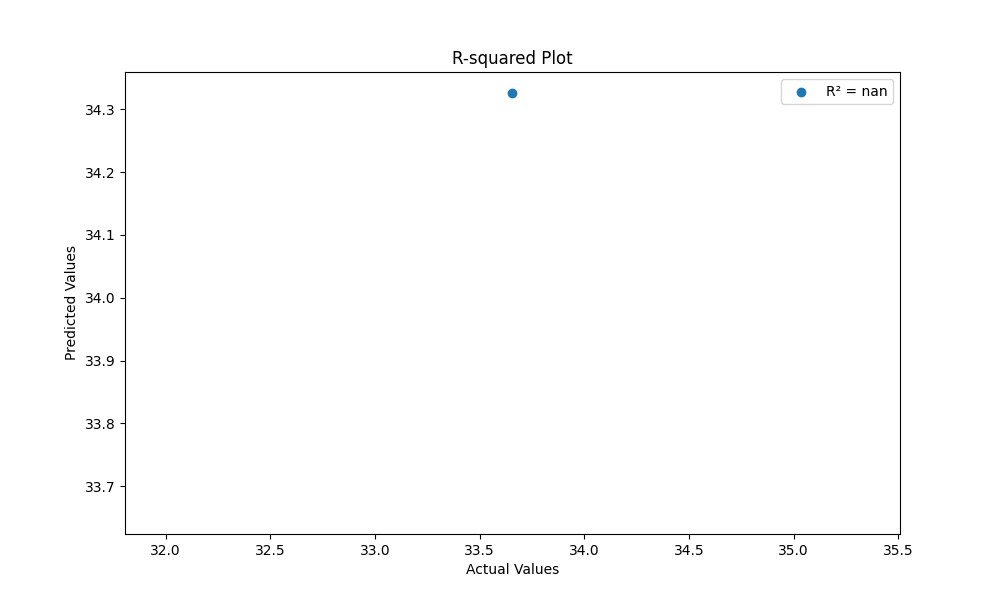 R-squared Plot
R² = nan
34.3
34.2
34.1
34.0
33.9
33.8
33.7
Predicted Values
32.0 32.5 33.0 33.5 34.0 34.5 35.0 35.5
Actual Values